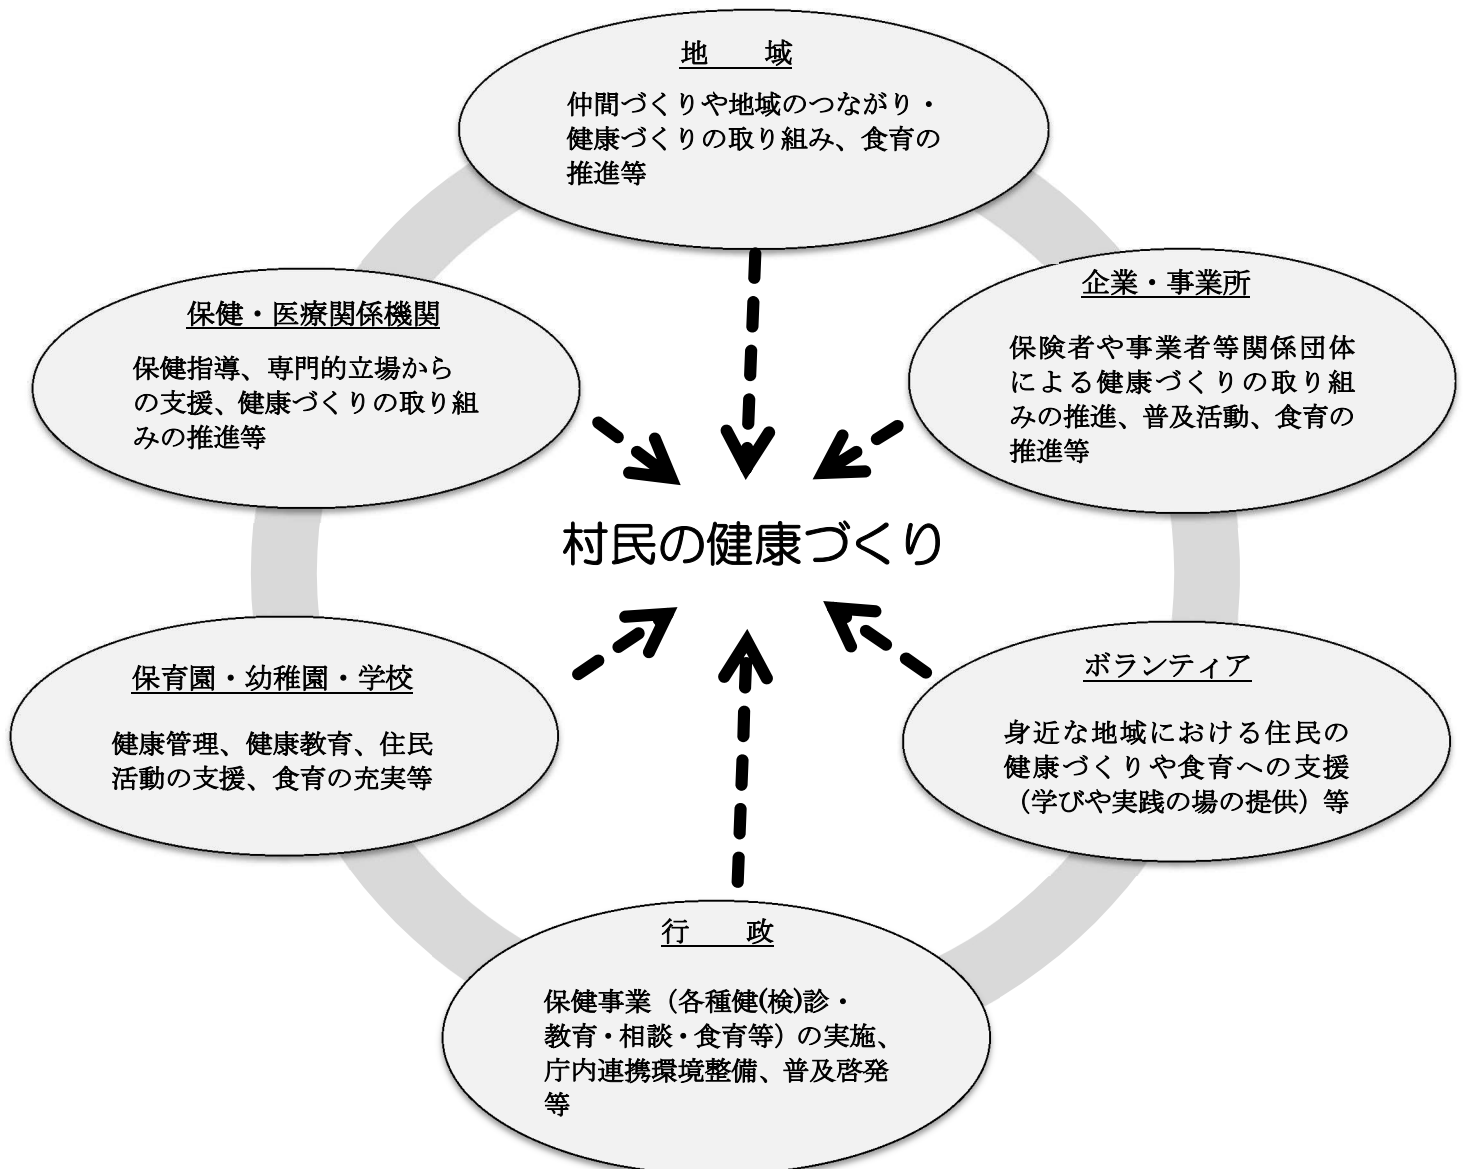 地　　域
仲間づくりや地域のつながり・
健康づくりの取り組み、食育の
推進等
企業・事業所
保険者や事業者等関係団体
による健康づくりの取り組
みの推進、普及活動、食育の
推進等
保健・医療関係機関
保健指導、専門的立場から
の支援、健康づくりの取り組
みの推進等
村民の健康づくり
保育園・幼稚園・学校
健康管理、健康教育、住民
活動の支援、食育の充実等
ボランティア
身近な地域における住民の
健康づくりや食育への支援
（学びや実践の場の提供）等
行　　政
保健事業（各種健(検)診・
教育・相談・食育等）の実施、
庁内連携環境整備、普及啓発
等